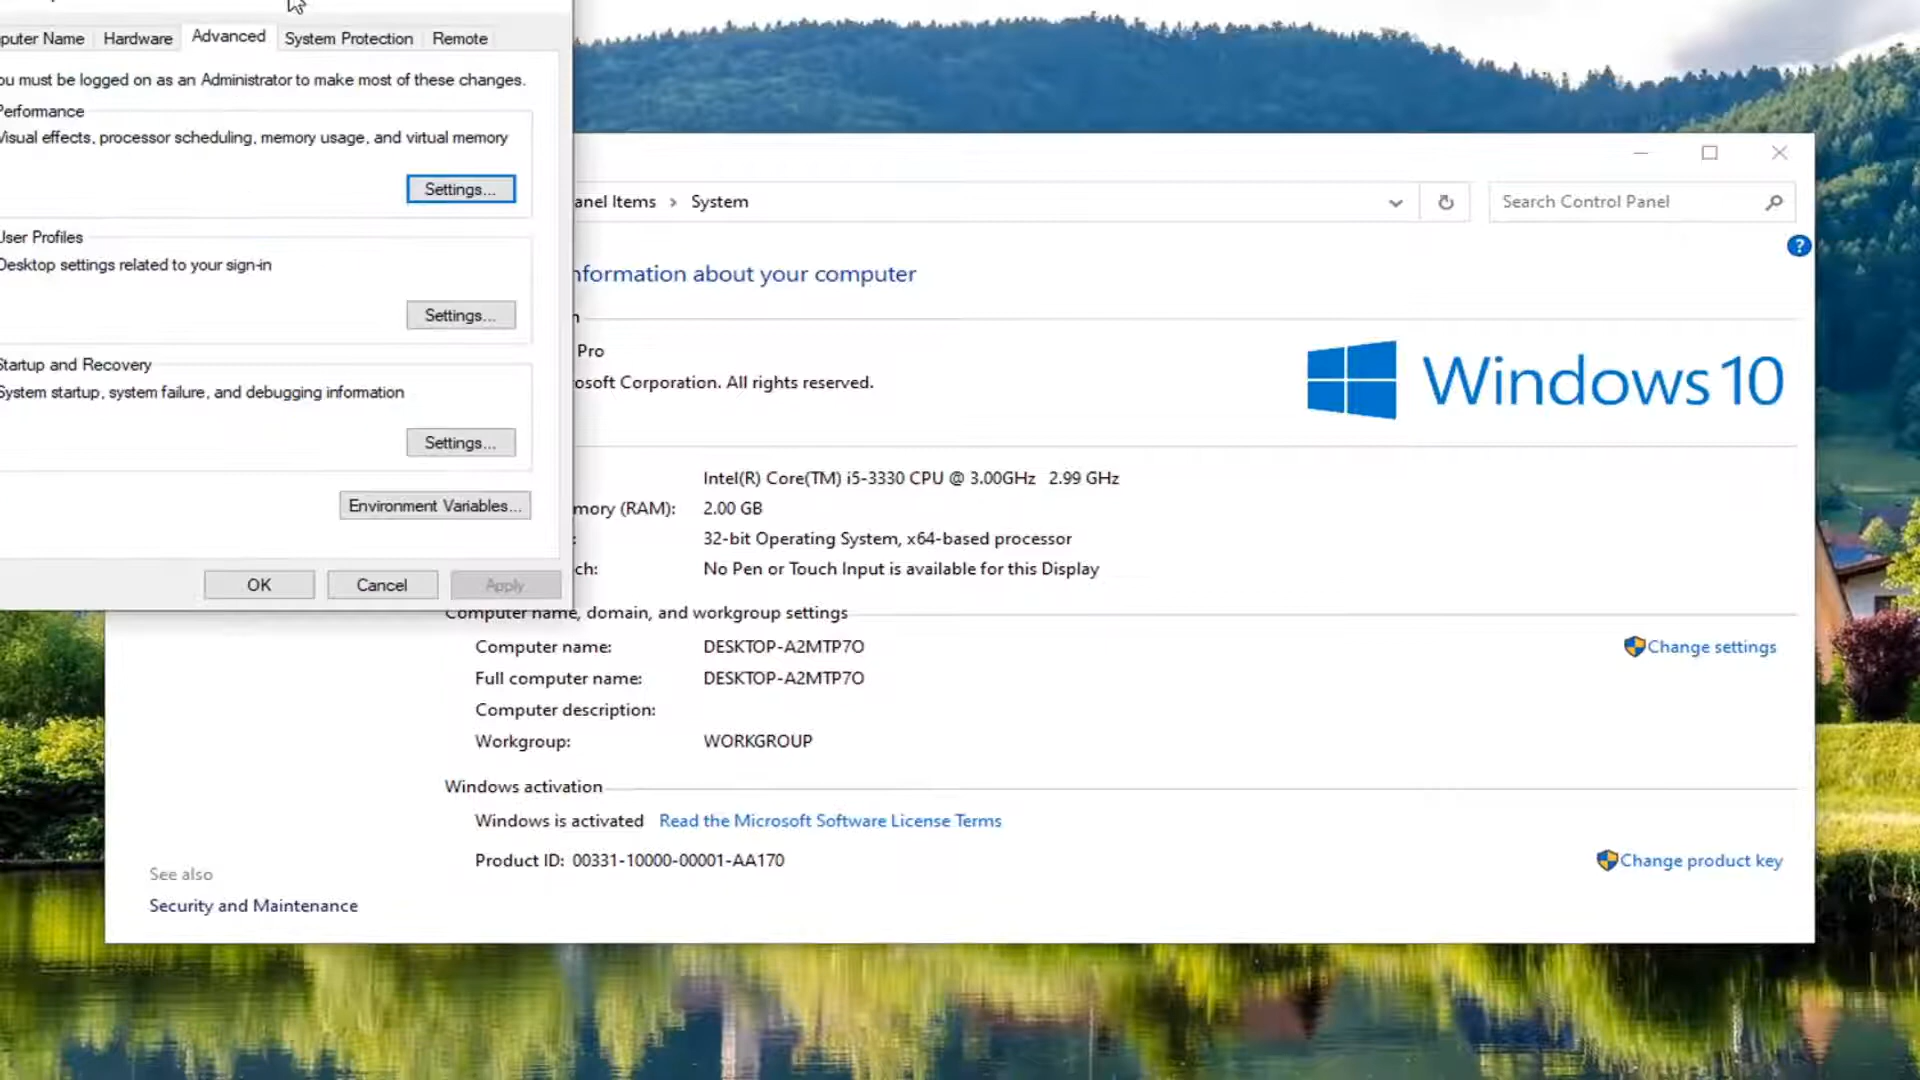 puter Name Hardware Advanced System Protection Remote
ou must be logged on as an Administrator to make most of these changes.
Performance
Visual effects, processor scheduling, memory usage, and virtual memory
Settings...
User Profiles
Desktop settings related to your sign-in
Settings...
Startup and Recovery
System startup, system failure, and debugging information
Settings...
Environment Variables...
OK Cancel Apply
anel Items > System
Search Control Panel
?
nformation about your computer
n
Pro
osoft Corporation. All rights reserved.
Windows 10
Intel(R) Core(TM) i5-3330 CPU @ 3.00GHz 2.99 GHz
mory (RAM): 2.00 GB
: 32-bit Operating System, x64-based processor
ch: No Pen or Touch Input is available for this Display
Computer name, domain, and workgroup settings
Computer name: DESKTOP-A2MTP7O
Change settings
Full computer name: DESKTOP-A2MTP7O
Computer description:
Workgroup: WORKGROUP
Windows activation
Windows is activated Read the Microsoft Software License Terms
Product ID: 00331-10000-00001-AA170
Change product key
See also
Security and Maintenance